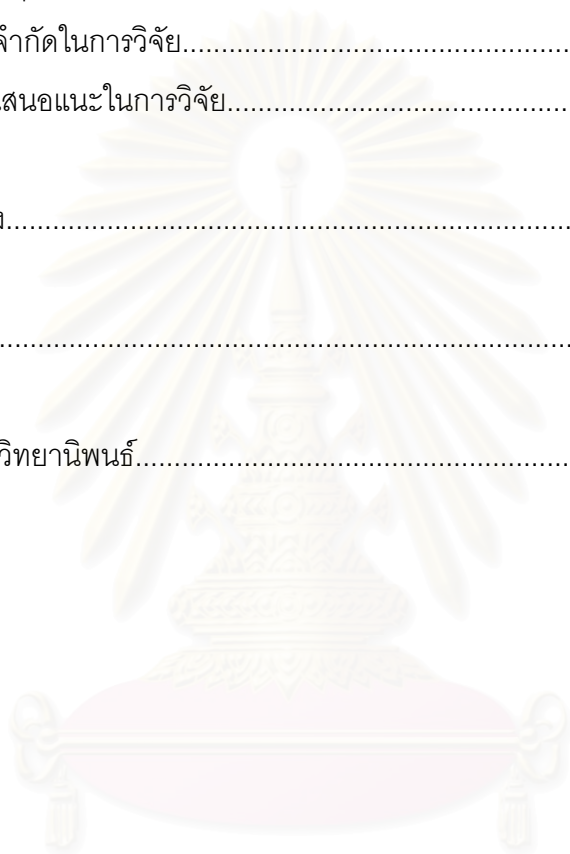 จำกัดในการวิจัย..................................................
เสนอแนะในการวิจัย.............................................
.........................................................................
.........................................................................
วิทยานิพนธ์........................................................